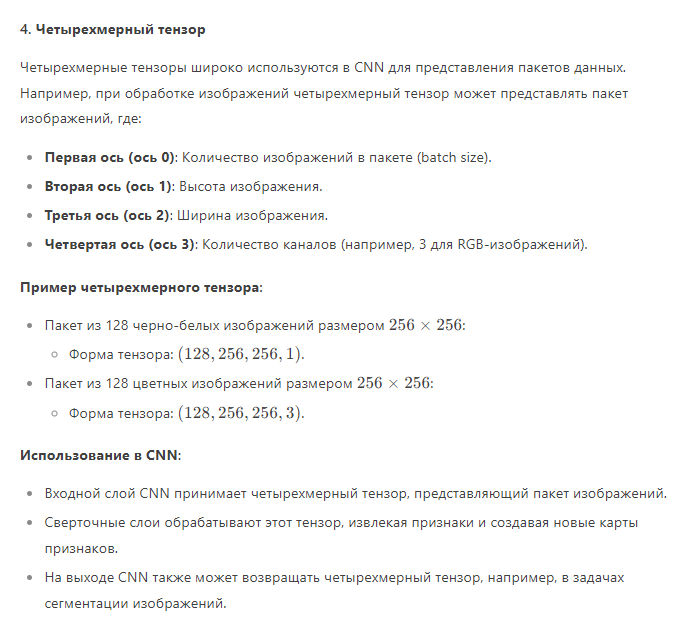 4. Четырехмерный тензор
Четырехмерные тензоры широко используются в CNN для представления пакетов данных.
Например, при обработке изображений четырехмерный тензор может представлять пакет
изображений, где:
• Первая ось (ось 0): Количество изображений в пакете (batch size).
• Вторая ось (ось 1): Высота изображения.
• Третья ось (ось 2): Ширина изображения.
• Четвертая ось (ось 3): Количество каналов (например, 3 для RGB-изображений).
Пример четырехмерного тензора:
• Пакет из 128 черно-белых изображений размером 256 × 256:
◦ Форма тензора: (128, 256, 256, 1).
• Пакет из 128 цветных изображений размером 256 × 256:
◦ Форма тензора: (128, 256, 256, 3).
Использование в CNN:
• Входной слой CNN принимает четырехмерный тензор, представляющий пакет изображений.
• Сверточные слои обрабатывают этот тензор, извлекая признаки и создавая новые карты
признаков.
• На выходе CNN также может возвращать четырехмерный тензор, например, в задачах
сегментации изображений.